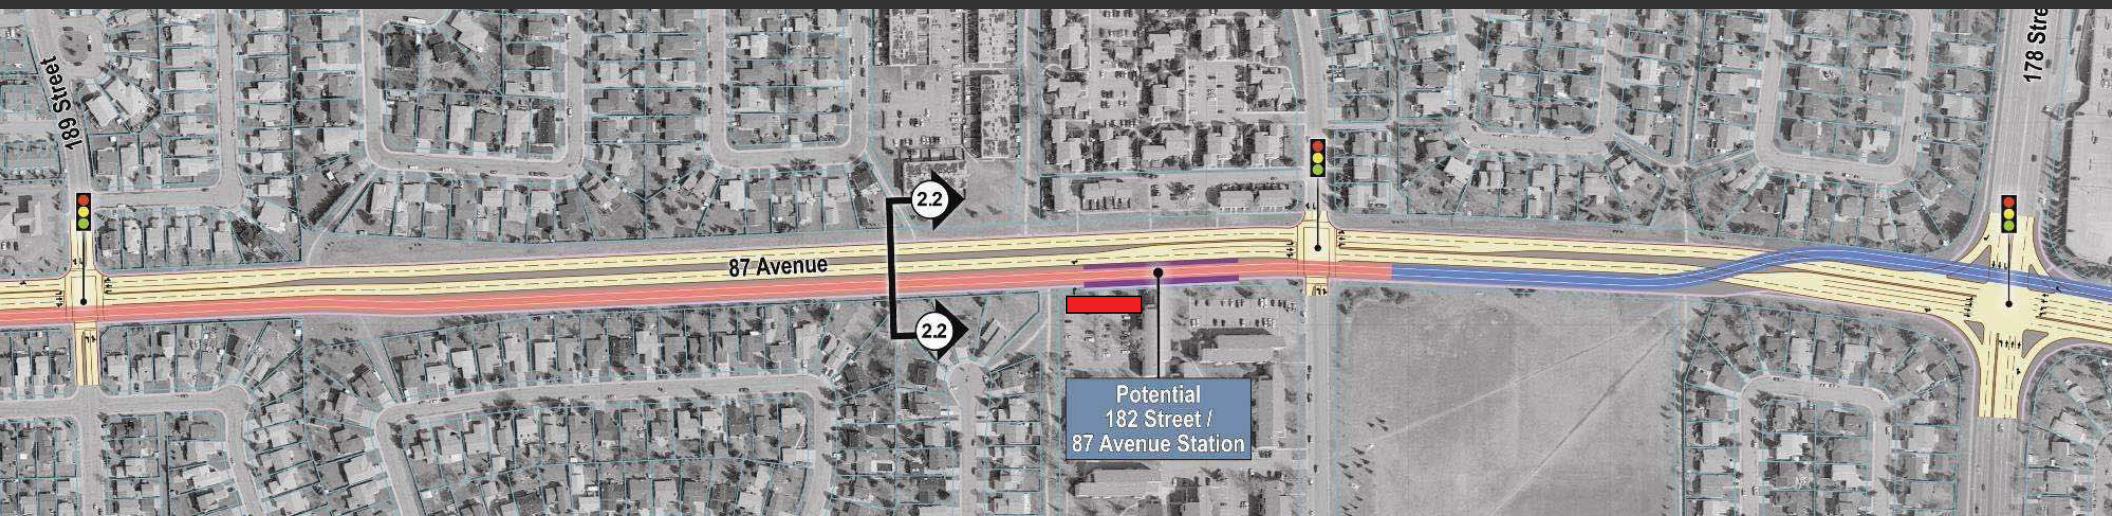 189 Street
178 Stre
87 Avenue
2.2
2.2
Potential
182 Street /
87 Avenue Station